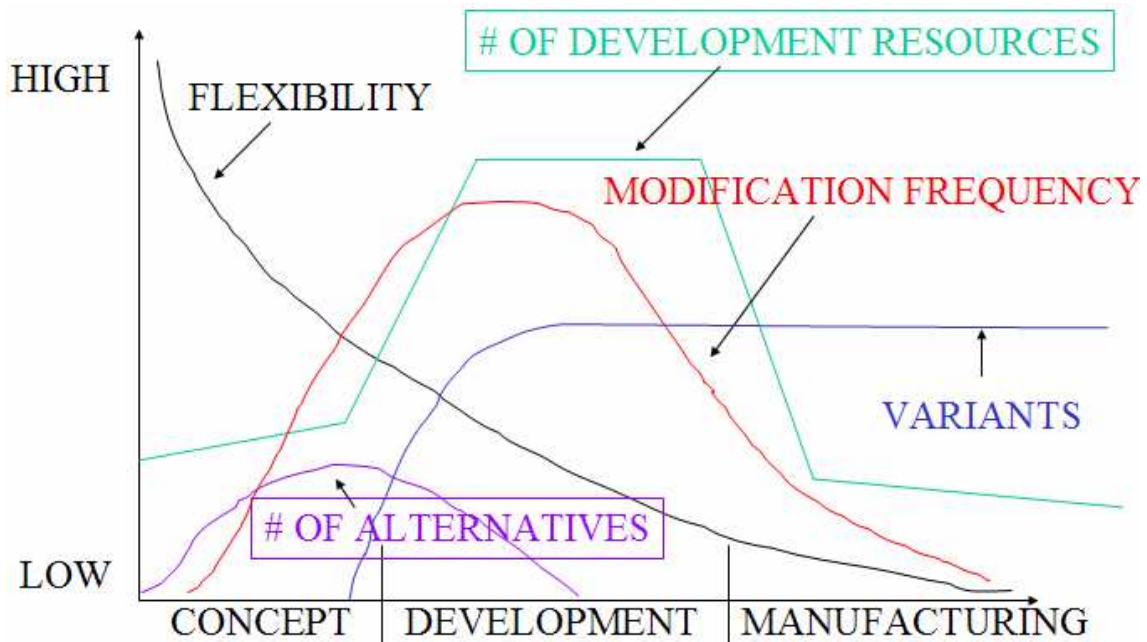 # OF DEVELOPMENT RESOURCES
HIGH
FLEXIBILITY
MODIFICATION FREQUENCY
VARIANTS
# OF ALTERNATIVES
LOW
CONCEPT
DEVELOPMENT
MANUFACTURING